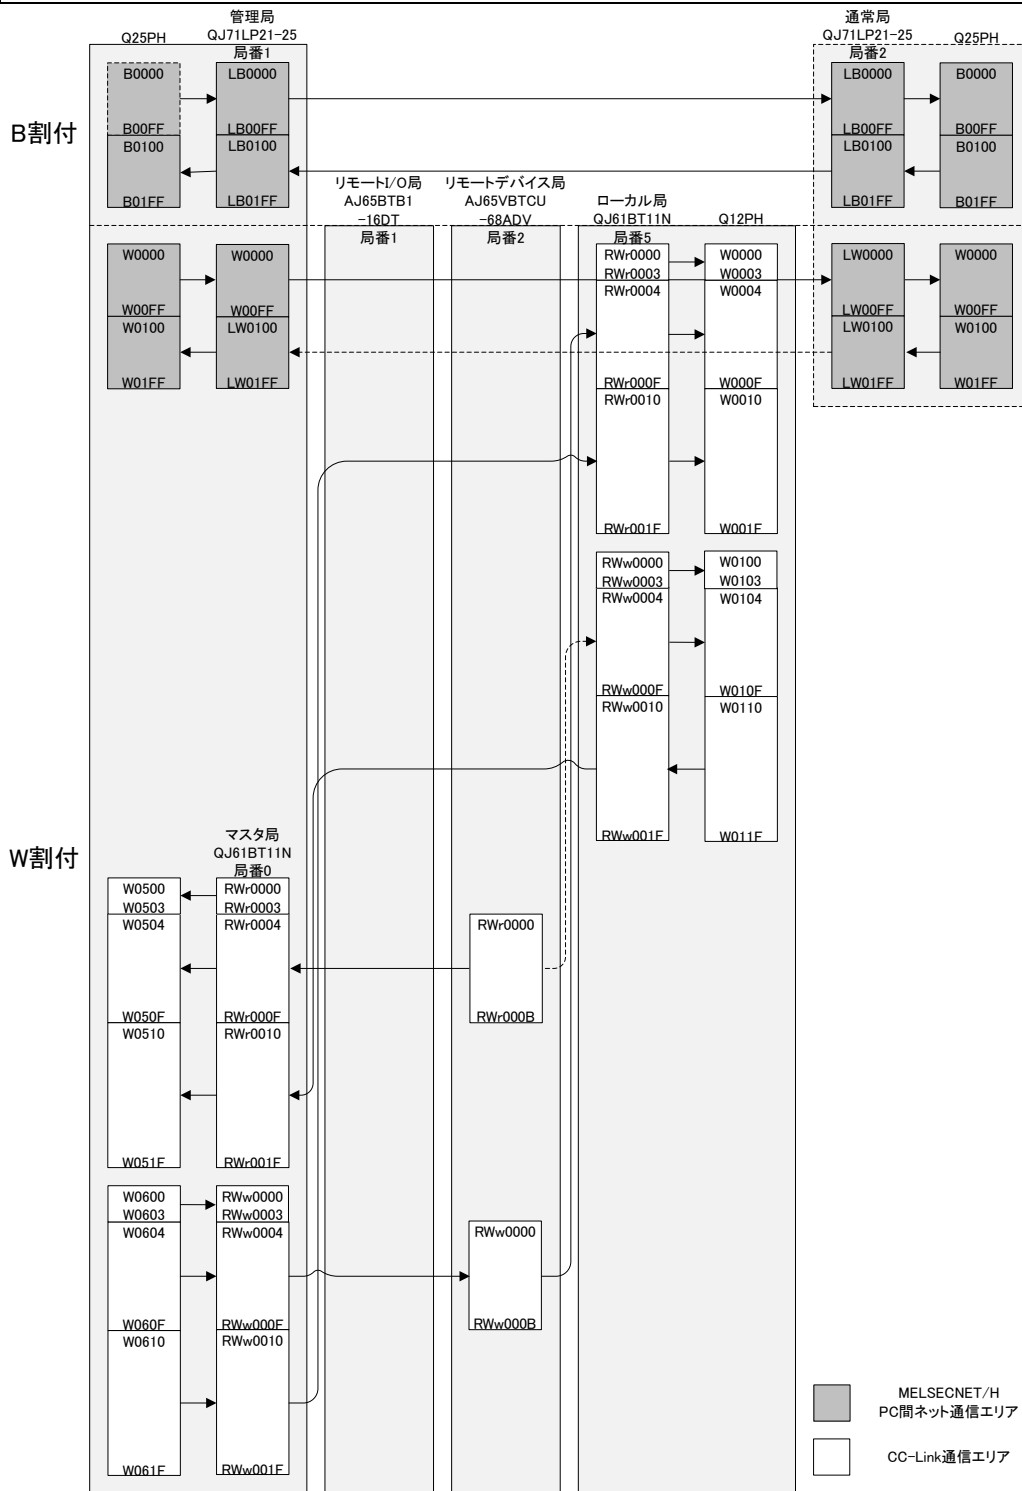 管理局
Q25PH
QJ71LP21-25
局番1
通常局
QJ71LP21-25
Q25PH
局番2
B割付
B0000
B00FF
B0100
B01FF
LB0000
LB00FF
LB0100
LB01FF
LB0000
LB00FF
LB0100
LB01FF
B0000
B00FF
B0100
B01FF
リモートI/O局
AJ65BTB1
-16DT
局番1
リモートデバイス局
AJ65VBTCU
-68ADV
局番2
ローカル局
QJ61BT11N
局番5
Q12PH
W0000
W00FF
W0100
W01FF
W0000
W00FF
LW0100
LW01FF
RWr0000
RWr0003
RWr0004
RWr000F
RWr0010
RWr001F
W0000
W0003
W0004
W000F
W0010
W001F
LW0000
LW00FF
LW0100
LW01FF
W0000
W00FF
W0100
W01FF
RWw0000
RWw0003
RWw0004
RWw000F
RWw0010
RWw001F
W0100
W0103
W0104
W010F
W0110
W011F
W割付
マスタ局
QJ61BT11N
局番0
W0500
W0503
W0504
W050F
W0510
W051F
RWr0000
RWr0003
RWr0004
RWr000F
RWr0010
RWr001F
RWr0000
RWr000B
W0600
W0603
W0604
W060F
W0610
W061F
RWw0000
RWw0003
RWw0004
RWw000F
RWw0010
RWw001F
RWw0000
RWw000B
MELSECNET/H
PC間ネット通信エリア
CC-Link通信エリア